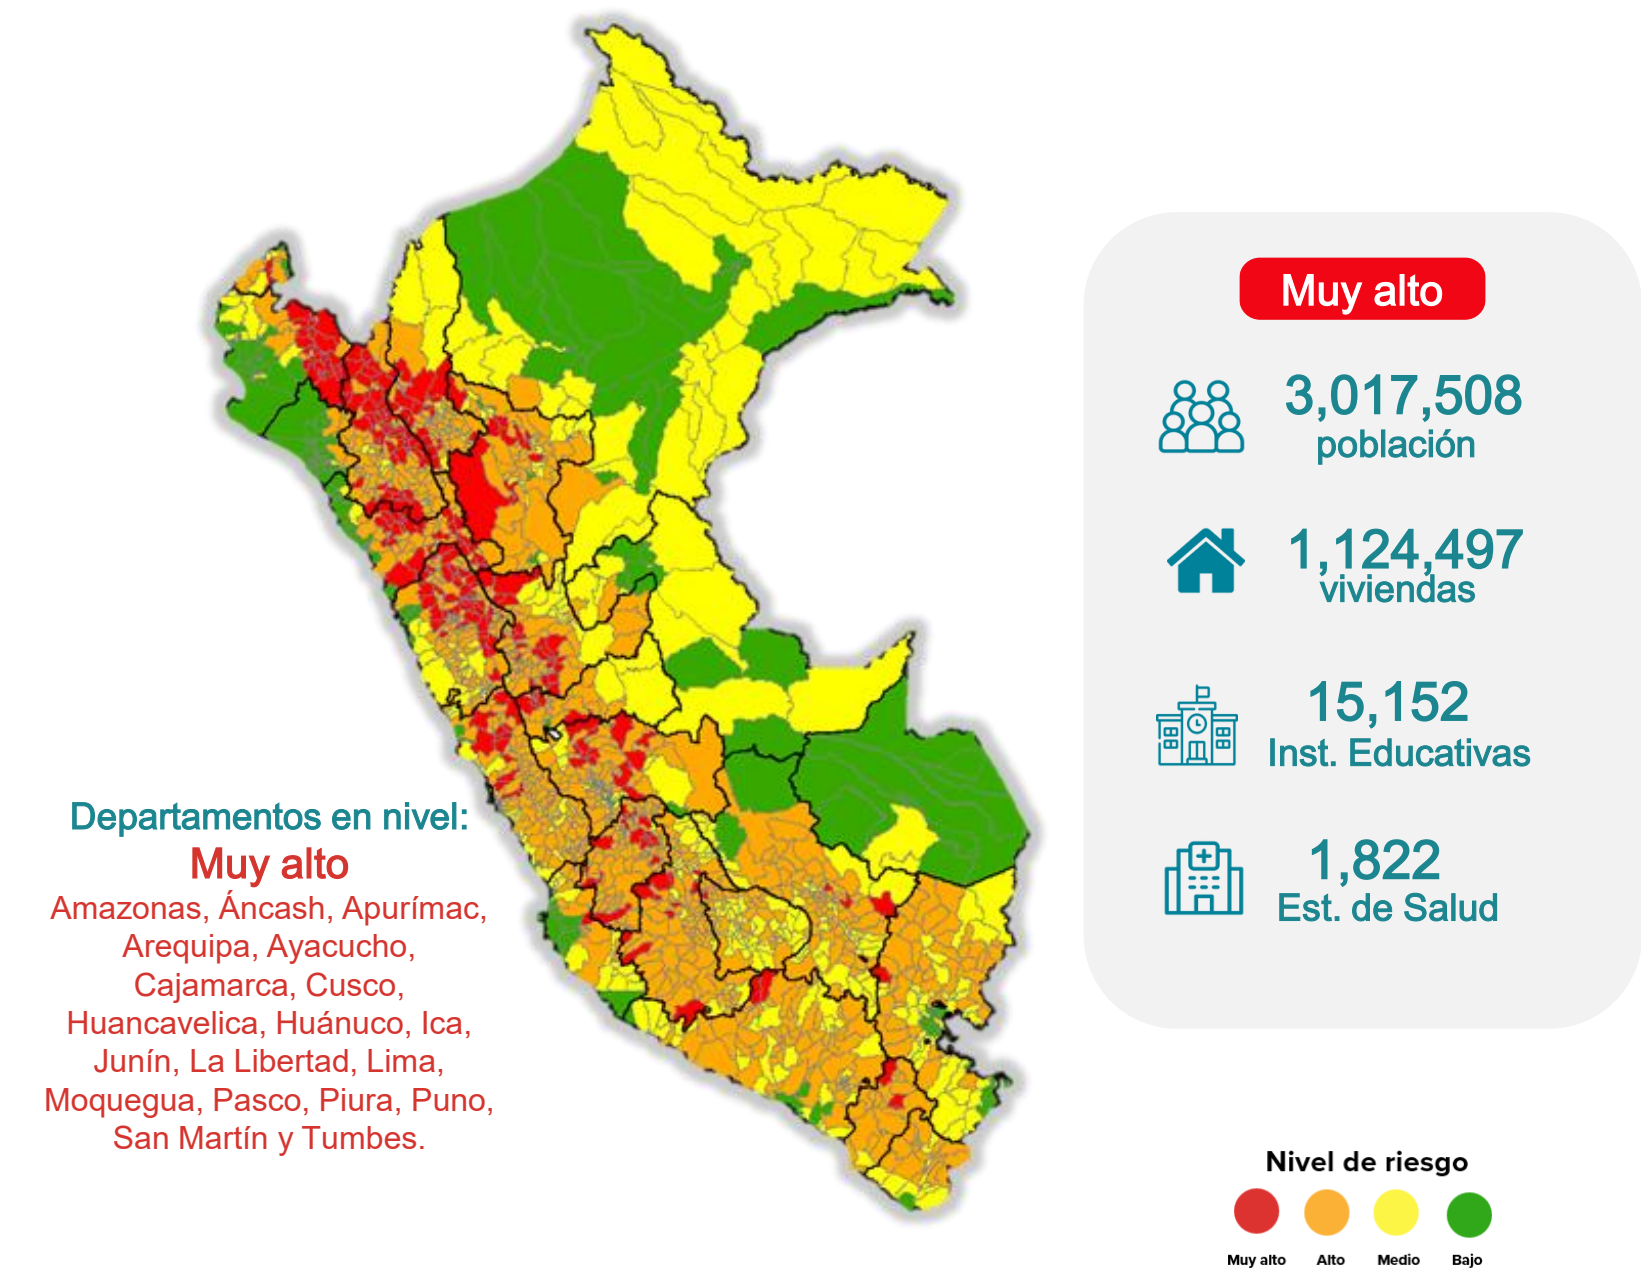 Departamentos en nivel:
Muy alto
Amazonas, Áncash, Apurímac,
Arequipa, Ayacucho,
Cajamarca, Cusco,
Huancavelica, Huánuco, Ica,
Junín, La Libertad, Lima,
Moquegua, Pasco, Piura, Puno,
San Martín y Tumbes.
Muy alto
3,017,508
población
1,124,497
viviendas
15,152
Inst. Educativas
1,822
Est. de Salud
Nivel de riesgo
Muy alto Alto Medio Bajo